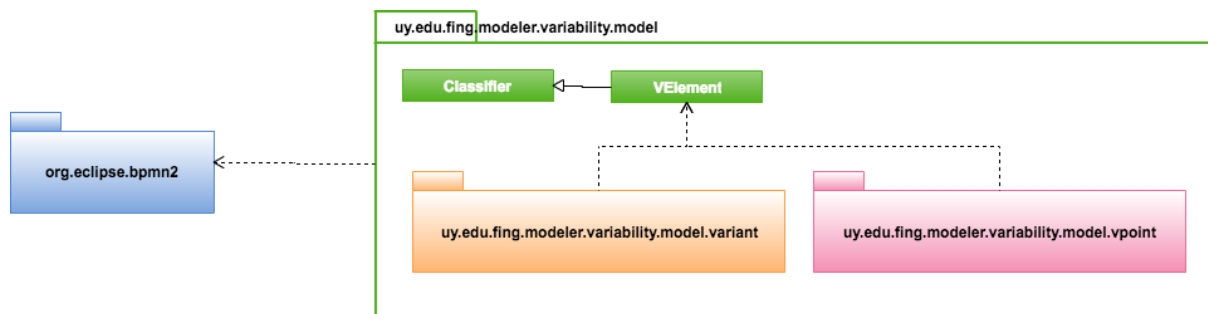 uy.edu.fing.modeler.variability.model
Classifier
VElement
org.eclipse.bpmn2
uy.edu.fing.modeler.variability.model.variant
uy.edu.fing.modeler.variability.model.vpoint